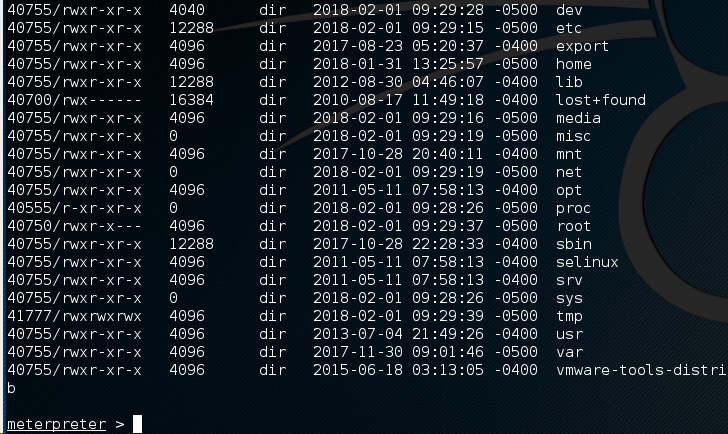 40755/rwxr-xr-x   4040      dir   2018-02-01 09:29:28 -0500  dev
40755/rwxr-xr-x   12288     dir   2018-02-01 09:29:15 -0500  etc
40755/rwxr-xr-x   4096      dir   2017-08-23 05:20:37 -0400  export
40755/rwxr-xr-x   4096      dir   2018-01-31 13:25:57 -0500  home
40755/rwxr-xr-x   12288     dir   2012-08-30 04:46:07 -0400  lib
40700/rwx------   16384     dir   2010-08-17 11:49:18 -0400  lost+found
40755/rwxr-xr-x   4096      dir   2018-02-01 09:29:16 -0500  media
40755/rwxr-xr-x   0         dir   2018-02-01 09:29:19 -0500  misc
40755/rwxr-xr-x   4096      dir   2017-10-28 20:40:11 -0400  mnt
40755/rwxr-xr-x   0         dir   2018-02-01 09:29:19 -0500  net
40755/rwxr-xr-x   4096      dir   2011-05-11 07:58:13 -0400  opt
40555/r-xr-xr-x   0         dir   2018-02-01 09:28:26 -0500  proc
40750/rwxr-x---   4096      dir   2018-02-01 09:29:37 -0500  root
40755/rwxr-xr-x   12288     dir   2017-10-28 22:28:33 -0400  sbin
40755/rwxr-xr-x   4096      dir   2011-05-11 07:58:13 -0400  selinux
40755/rwxr-xr-x   4096      dir   2011-05-11 07:58:13 -0400  srv
40755/rwxr-xr-x   0         dir   2018-02-01 09:28:26 -0500  sys
41777/rwxrwxrwx   4096      dir   2018-02-01 09:29:39 -0500  tmp
40755/rwxr-xr-x   4096      dir   2013-07-04 21:49:26 -0400  usr
40755/rwxr-xr-x   4096      dir   2017-11-30 09:01:46 -0500  var
40755/rwxr-xr-x   4096      dir   2015-06-18 03:13:05 -0400  vmware-tools-distri
b
meterpreter >